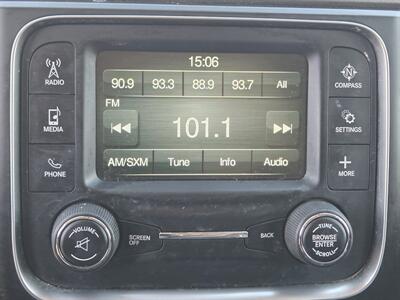 15:06
RADIO
90.9 93.3 88.9 93.7 All
COMPASS
FM
MEDIA
101.1
SETTINGS
PHONE
AM/SXM Tune Info Audio
MORE
VOLUME
SCREEN
OFF
BACK
TUNE
BROWSE
ENTER
SCROLL